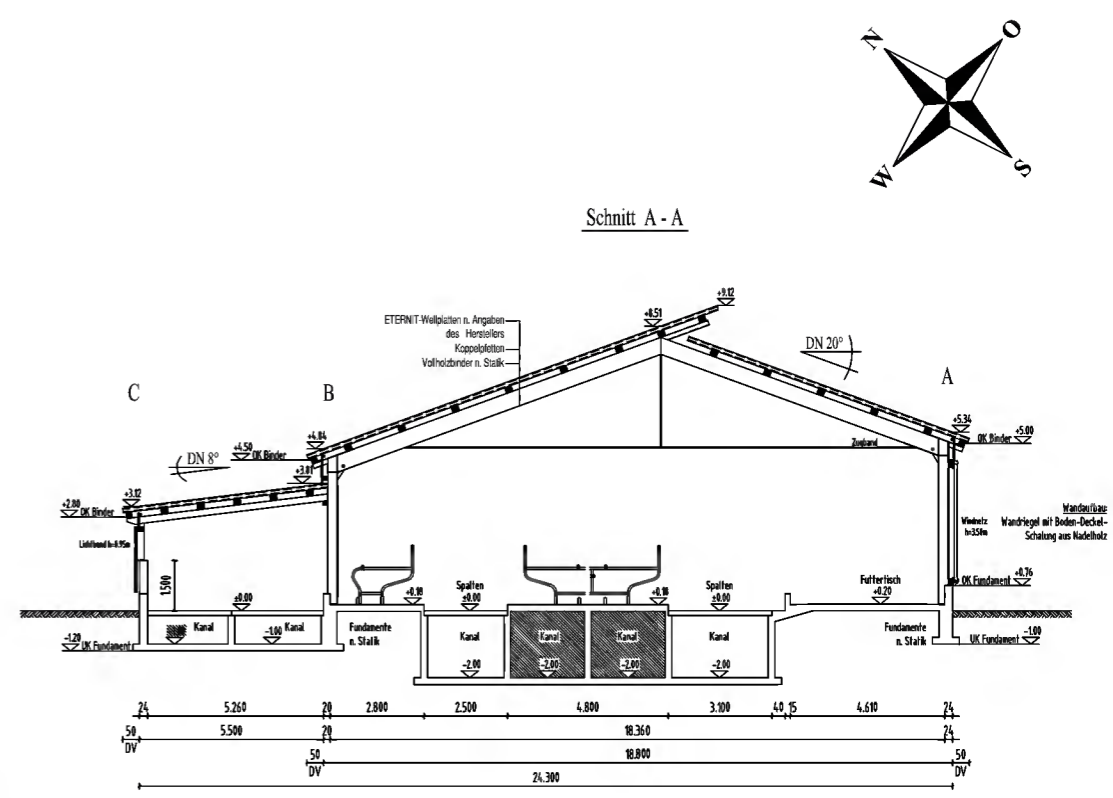 N
O
W
S
Schnitt A - A
+9.12
+8.51
ETERNIT-Wellplatten n. Angaben
des Herstellers
Koppelpfetten
Vollholzbinder n. Statik
DN 20°
C
B
A
+4.84
+4.50 OK Binder
DN 8°
+3.81
+3.12
+2.80 OK Binder
Lichtband h=0.95m
1.500
+5.34
OK Binder +5.00
Zugband
Windnetz
h=3.50m
Wandaufbau:
Wandriegel mit Boden-Deckel-
Schalung aus Nadelholz
OK Fundament +0.76
±0.00
+0.18
Spalten
±0.00
+0.18
Spalten
±0.00
Futtertisch
+0.20
Kanal
-1.00
Kanal
-1.20 UK Fundament
Fundamente
n. Statik
Kanal
-2.00
Kanal
-2.00
Kanal
-2.00
Kanal
-2.00
Fundamente
n. Statik
UK Fundament -1.00
24 5.260 20 2.800 2.500 4.800 3.100 40 15 4.610 24
50 5.500 20 18.360 24
DV
50 18.800 50
DV DV
24.300